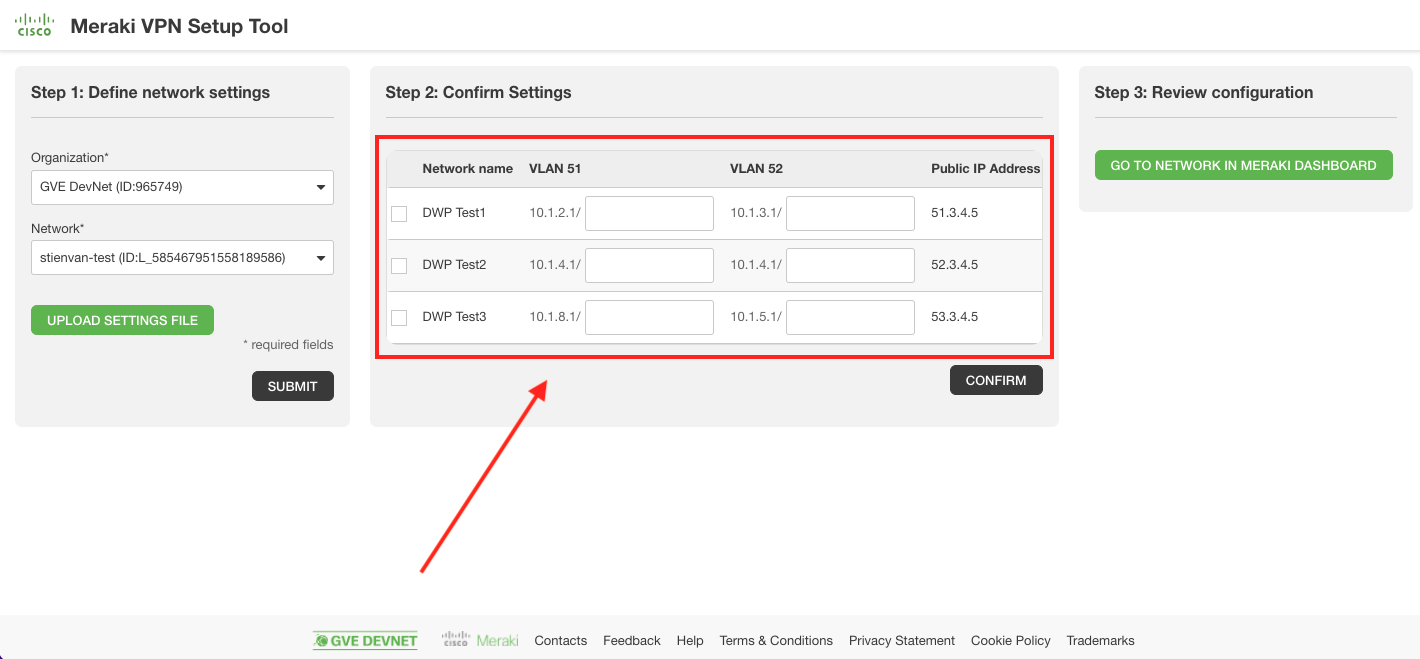 CISCO Meraki VPN Setup Tool
Step 1: Define network settings
Organization*
GVE DevNet (ID:965749)
Network*
stienvan-test (ID:L_585467951558189586)
UPLOAD SETTINGS FILE
* required fields
SUBMIT
Step 2: Confirm Settings
Network name VLAN 51 VLAN 52 Public IP Address
DWP Test1 10.1.2.1/ 10.1.3.1/ 51.3.4.5
DWP Test2 10.1.4.1/ 10.1.4.1/ 52.3.4.5
DWP Test3 10.1.8.1/ 10.1.5.1/ 53.3.4.5
CONFIRM
Step 3: Review configuration
GO TO NETWORK IN MERAKI DASHBOARD
GVE DEVNET CISCO Meraki Contacts Feedback Help Terms & Conditions Privacy Statement Cookie Policy Trademarks